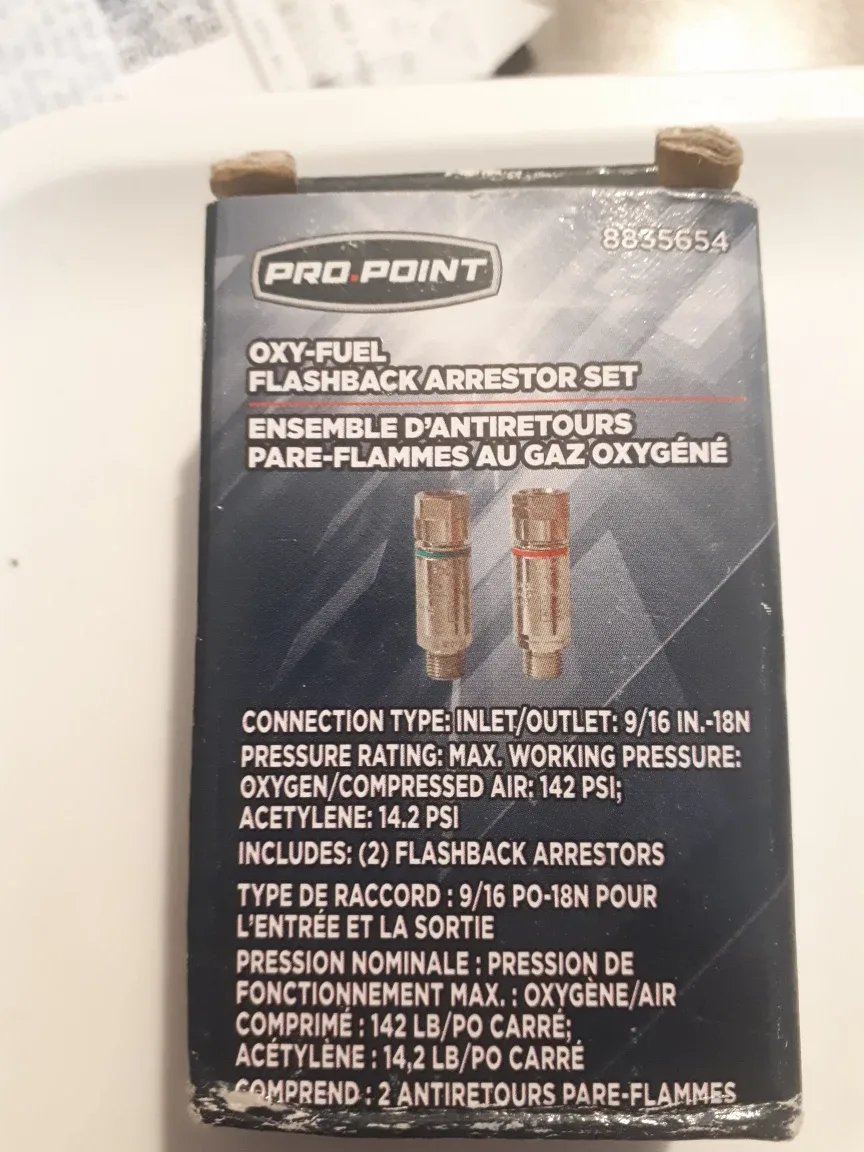 8835654
PRO.POINT
OXY-FUEL
FLASHBACK ARRESTOR SET
ENSEMBLE D'ANTIRETOURS
PARE-FLAMMES AU GAZ OXYGÉNÉ
CONNECTION TYPE: INLET/OUTLET: 9/16 IN.-18N
PRESSURE RATING: MAX. WORKING PRESSURE:
OXYGEN/COMPRESSED AIR: 142 PSI;
ACETYLENE: 14.2 PSI
INCLUDES: (2) FLASHBACK ARRESTORS
TYPE DE RACCORD : 9/16 PO-18N POUR
L'ENTRÉE ET LA SORTIE
PRESSION NOMINALE : PRESSION DE
FONCTIONNEMENT MAX. : OXYGÈNE/AIR
COMPRIMÉ : 142 LB/PO CARRÉ;
ACÉTYLÈNE : 14,2 LB/PO CARRÉ
COMPREND : 2 ANTIRETOURS PARE-FLAMMES